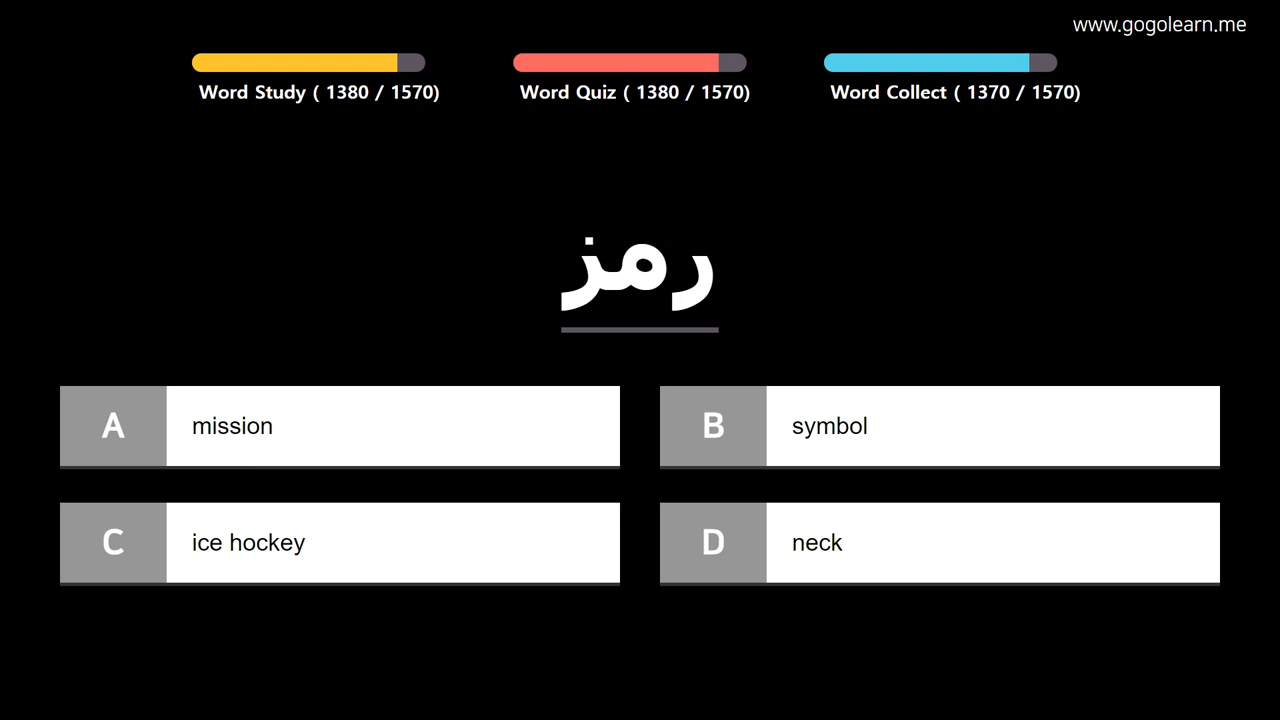 www.gogolearn.me
Word Study ( 1380 / 1570)
Word Quiz ( 1380 / 1570)
Word Collect ( 1370 / 1570)
رمز
A mission
B symbol
C ice hockey
D neck